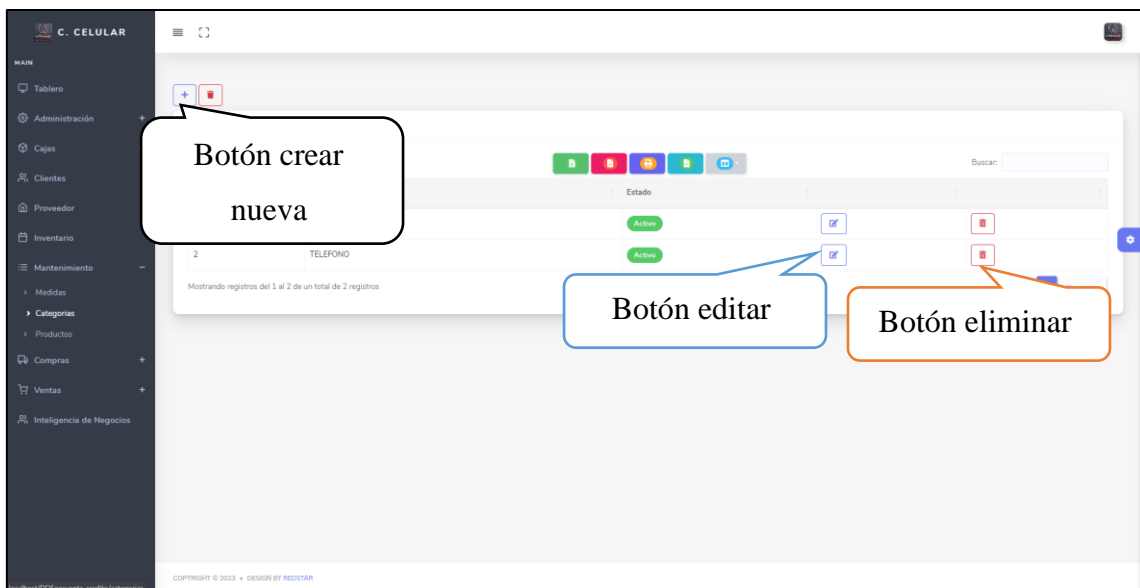 C. CELULAR
MAIN
Tablero
Administración +
Cajas
Clientes
Proveedor
Inventario
Mantenimiento −
> Medidas
> Categorias
> Productos
Compras +
Ventas +
Inteligencia de Negocios
+
Botón crear
nueva
Buscar:
Estado
Activo
2 TELEFONO Activo
Mostrando registros del 1 al 2 de un total de 2 registros
Botón editar
Botón eliminar
COPYRIGHT © 2023 DESIGN BY REDISTAR